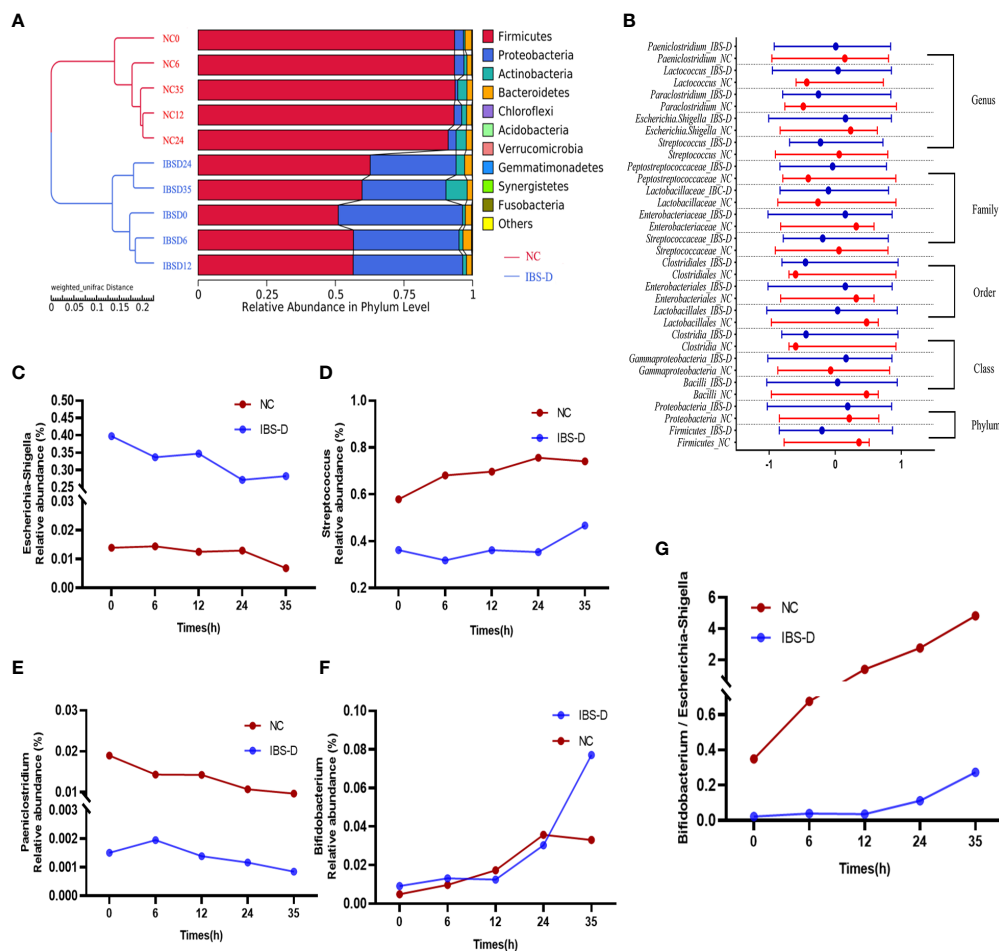 A
NC0
NC6
NC35
NC12
NC24
IBSD24
IBSD35
IBSD0
IBSD6
IBSD12
weighted_unifrac Distance
0 0.05 0.1 0.15 0.2
0 0.25 0.5 0.75 1
Relative Abundance in Phylum Level
Firmicutes
Proteobacteria
Actinobacteria
Bacteroidetes
Chloroflexi
Acidobacteria
Verrucomicrobia
Gemmatimonadetes
Synergistetes
Fusobacteria
Others
NC
IBS-D
B
Paeniclostridium_IBS-D
Paeniclostridium_NC
Lactococcus_IBS-D
Lactococcus_NC
Paraclostridium_IBS-D
Paraclostridium_NC
Escherichia.Shigella_IBS-D
Escherichia.Shigella_NC
Streptococcus_IBS-D
Streptococcus_NC
Peptostreptococcaceae_IBS-D
Peptostreptococcaceae_NC
Lactobacillaceae_IBC-D
Lactobacillaceae_NC
Enterobacteriaceae_IBS-D
Enterobacteriaceae_NC
Streptococcaceae_IBS-D
Streptococcaceae_NC
Clostridiales_IBS-D
Clostridiales_NC
Enterobacteriales_IBS-D
Enterobacteriales_NC
Lactobacillales_IBS-D
Lactobacillales_NC
Clostridia_IBS-D
Clostridia_NC
Gammaproteobacteria_IBS-D
Gammaproteobacteria_NC
Bacilli_IBS-D
Bacilli_NC
Proteobacteria_IBS-D
Proteobacteria_NC
Firmicutes_IBS-D
Firmicutes_NC
Genus
Family
Order
Class
Phylum
-1 0 1
C
Escherichia-Shigella
Relative abundance (%)
0.50
0.45
0.40
0.35
0.30
0.25
0.03
0.02
0.01
0.00
NC
IBS-D
0 6 12 24 35
Times(h)
D
Streptococcus
Relative abundance (%)
1.0
0.8
0.6
0.4
0.2
NC
IBS-D
0 6 12 24 35
Times(h)
E
Paeniclostridium
Relative abundance (%)
0.03
0.02
0.01
0.003
0.002
0.001
0.000
NC
IBS-D
0 6 12 24 35
Times(h)
F
Bifidobacterium
Relative abundance (%)
0.10
0.08
0.06
0.04
0.02
0.00
IBS-D
NC
0 6 12 24 35
Times(h)
G
Bifidobacterium / Escherichia-Shigella
6
4
2
0.6
0.4
0.2
0.0
NC
IBS-D
0 6 12 24 35
Times(h)